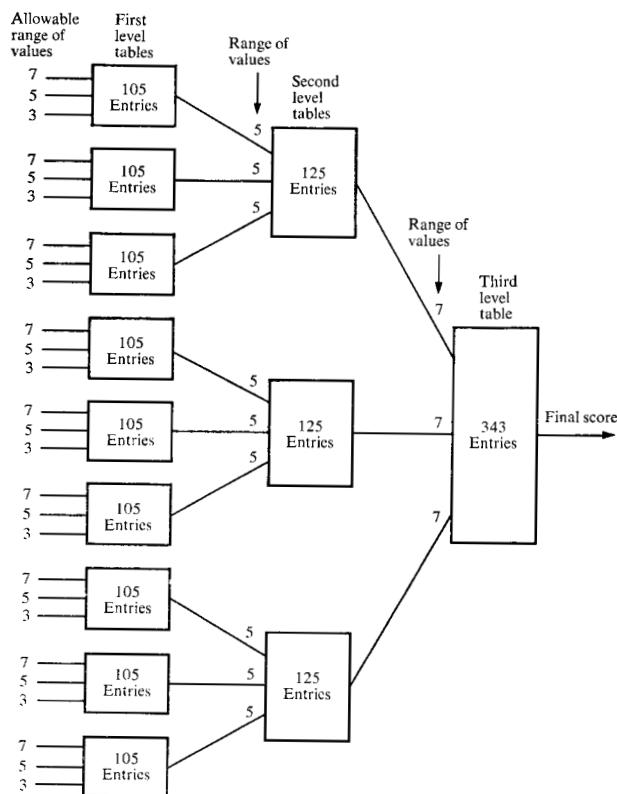 Allowable
range of
values
First
level
tables
Range of
values
Second
level
tables
7
5
3
105
Entries
7
5
3
105
Entries
7
5
3
105
Entries
5
5
5
125
Entries
Range of
values
7
Third
level
table
7
5
3
105
Entries
7
5
3
105
Entries
7
5
3
105
Entries
5
5
5
125
Entries
7
343
Entries
Final score
7
7
5
3
105
Entries
7
5
3
105
Entries
7
5
3
105
Entries
5
5
5
125
Entries